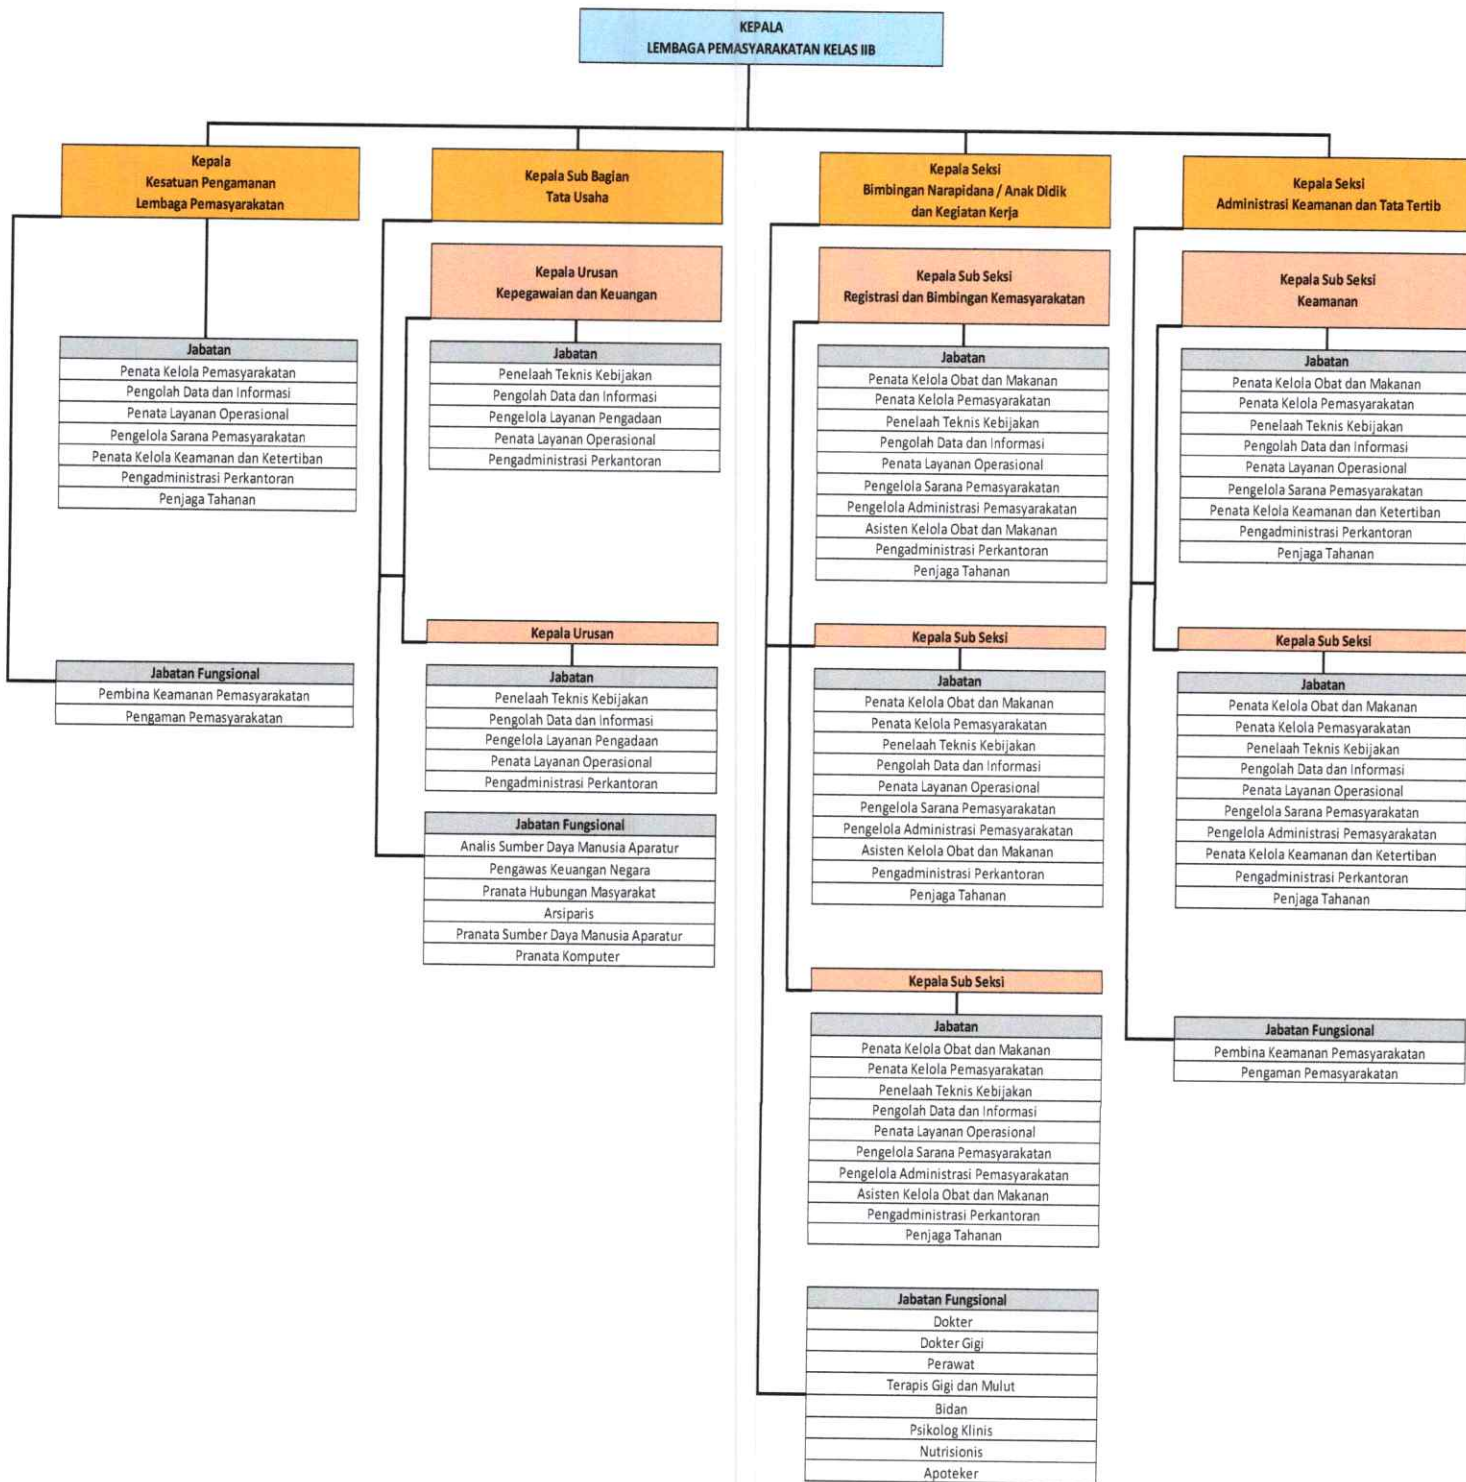 KEPALA
LEMBAGA PEMASYARAKATAN KELAS IIB
Kepala
Kesatuan Pengamanan
Lembaga Pemasyarakatan
Jabatan
Penata Kelola Pemasyarakatan
Pengolah Data dan Informasi
Penata Layanan Operasional
Pengelola Sarana Pemasyarakatan
Penata Kelola Keamanan dan Ketertiban
Pengadministrasi Perkantoran
Penjaga Tahanan
Jabatan Fungsional
Pembina Keamanan Pemasyarakatan
Pengaman Pemasyarakatan
Kepala Sub Bagian
Tata Usaha
Kepala Urusan
Kepegawaian dan Keuangan
Jabatan
Penelaah Teknis Kebijakan
Pengolah Data dan Informasi
Pengelola Layanan Pengadaan
Penata Layanan Operasional
Pengadministrasi Perkantoran
Kepala Urusan
Jabatan
Penelaah Teknis Kebijakan
Pengolah Data dan Informasi
Pengelola Layanan Pengadaan
Penata Layanan Operasional
Pengadministrasi Perkantoran
Jabatan Fungsional
Analis Sumber Daya Manusia Aparatur
Pengawas Keuangan Negara
Pranata Hubungan Masyarakat
Arsiparis
Pranata Sumber Daya Manusia Aparatur
Pranata Komputer
Kepala Seksi
Bimbingan Narapidana / Anak Didik
dan Kegiatan Kerja
Kepala Sub Seksi
Registrasi dan Bimbingan Kemasyarakatan
Jabatan
Penata Kelola Obat dan Makanan
Penata Kelola Pemasyarakatan
Penelaah Teknis Kebijakan
Pengolah Data dan Informasi
Penata Layanan Operasional
Pengelola Sarana Pemasyarakatan
Pengelola Administrasi Pemasyarakatan
Asisten Kelola Obat dan Makanan
Pengadministrasi Perkantoran
Penjaga Tahanan
Kepala Sub Seksi
Jabatan
Penata Kelola Obat dan Makanan
Penata Kelola Pemasyarakatan
Penelaah Teknis Kebijakan
Pengolah Data dan Informasi
Penata Layanan Operasional
Pengelola Sarana Pemasyarakatan
Pengelola Administrasi Pemasyarakatan
Asisten Kelola Obat dan Makanan
Pengadministrasi Perkantoran
Penjaga Tahanan
Kepala Sub Seksi
Jabatan
Penata Kelola Obat dan Makanan
Penata Kelola Pemasyarakatan
Penelaah Teknis Kebijakan
Pengolah Data dan Informasi
Penata Layanan Operasional
Pengelola Sarana Pemasyarakatan
Pengelola Administrasi Pemasyarakatan
Asisten Kelola Obat dan Makanan
Pengadministrasi Perkantoran
Penjaga Tahanan
Jabatan Fungsional
Dokter
Dokter Gigi
Perawat
Terapis Gigi dan Mulut
Bidan
Psikolog Klinis
Nutrisionis
Apoteker
Kepala Seksi
Administrasi Keamanan dan Tata Tertib
Kepala Sub Seksi
Keamanan
Jabatan
Penata Kelola Obat dan Makanan
Penata Kelola Pemasyarakatan
Penelaah Teknis Kebijakan
Pengolah Data dan Informasi
Penata Layanan Operasional
Pengelola Sarana Pemasyarakatan
Penata Kelola Keamanan dan Ketertiban
Pengadministrasi Perkantoran
Penjaga Tahanan
Kepala Sub Seksi
Jabatan
Penata Kelola Obat dan Makanan
Penata Kelola Pemasyarakatan
Penelaah Teknis Kebijakan
Pengolah Data dan Informasi
Penata Layanan Operasional
Pengelola Sarana Pemasyarakatan
Pengelola Administrasi Pemasyarakatan
Penata Kelola Keamanan dan Ketertiban
Pengadministrasi Perkantoran
Penjaga Tahanan
Jabatan Fungsional
Pembina Keamanan Pemasyarakatan
Pengaman Pemasyarakatan